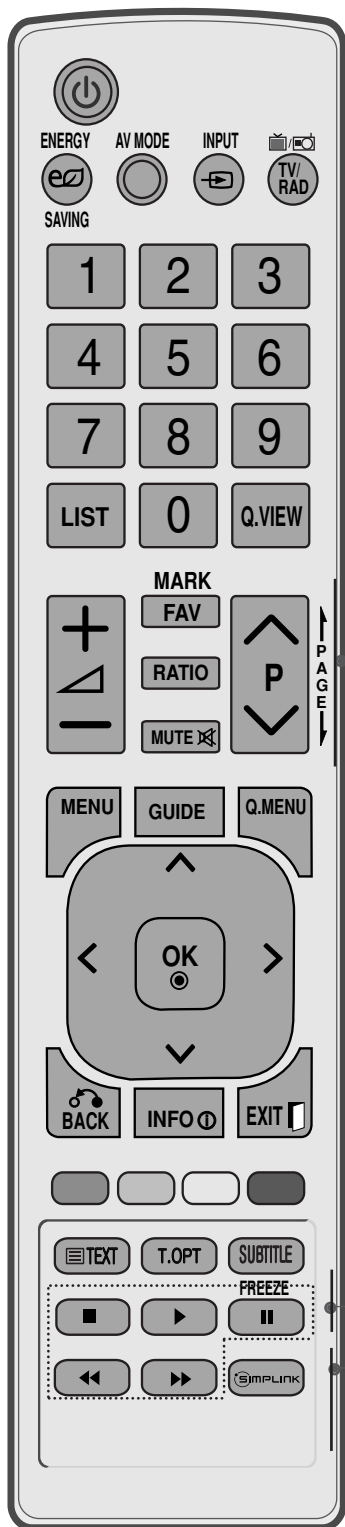 ENERGY AV MODE INPUT
TV/
RAD
SAVING
1 2 3
4 5 6
7 8 9
LIST 0 Q.VIEW
MARK
FAV
RATIO
P
PAGE
MUTE
MENU GUIDE Q.MENU
OK
BACK INFO EXIT
TEXT T.OPT SUBTITLE
FREEZE
SIMPLINK